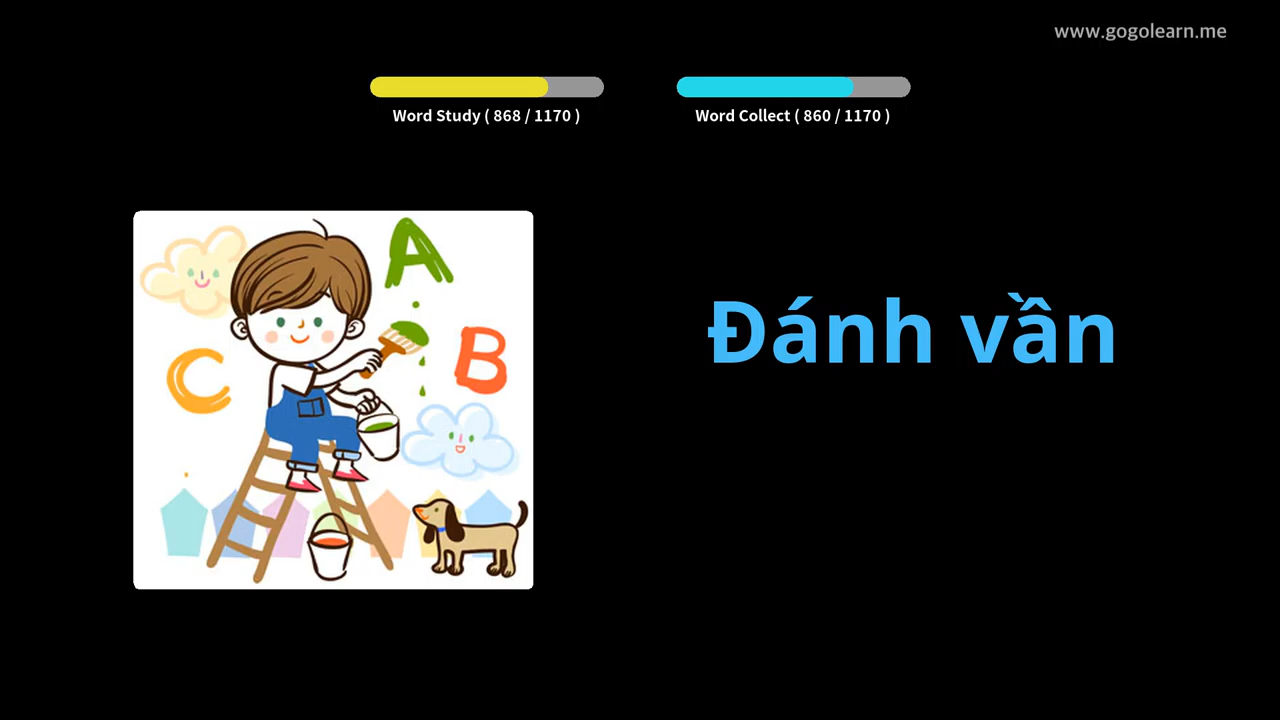 www.gogolearn.me
Word Study ( 868 / 1170 )
Word Collect ( 860 / 1170 )
A
B
C
Đánh vần